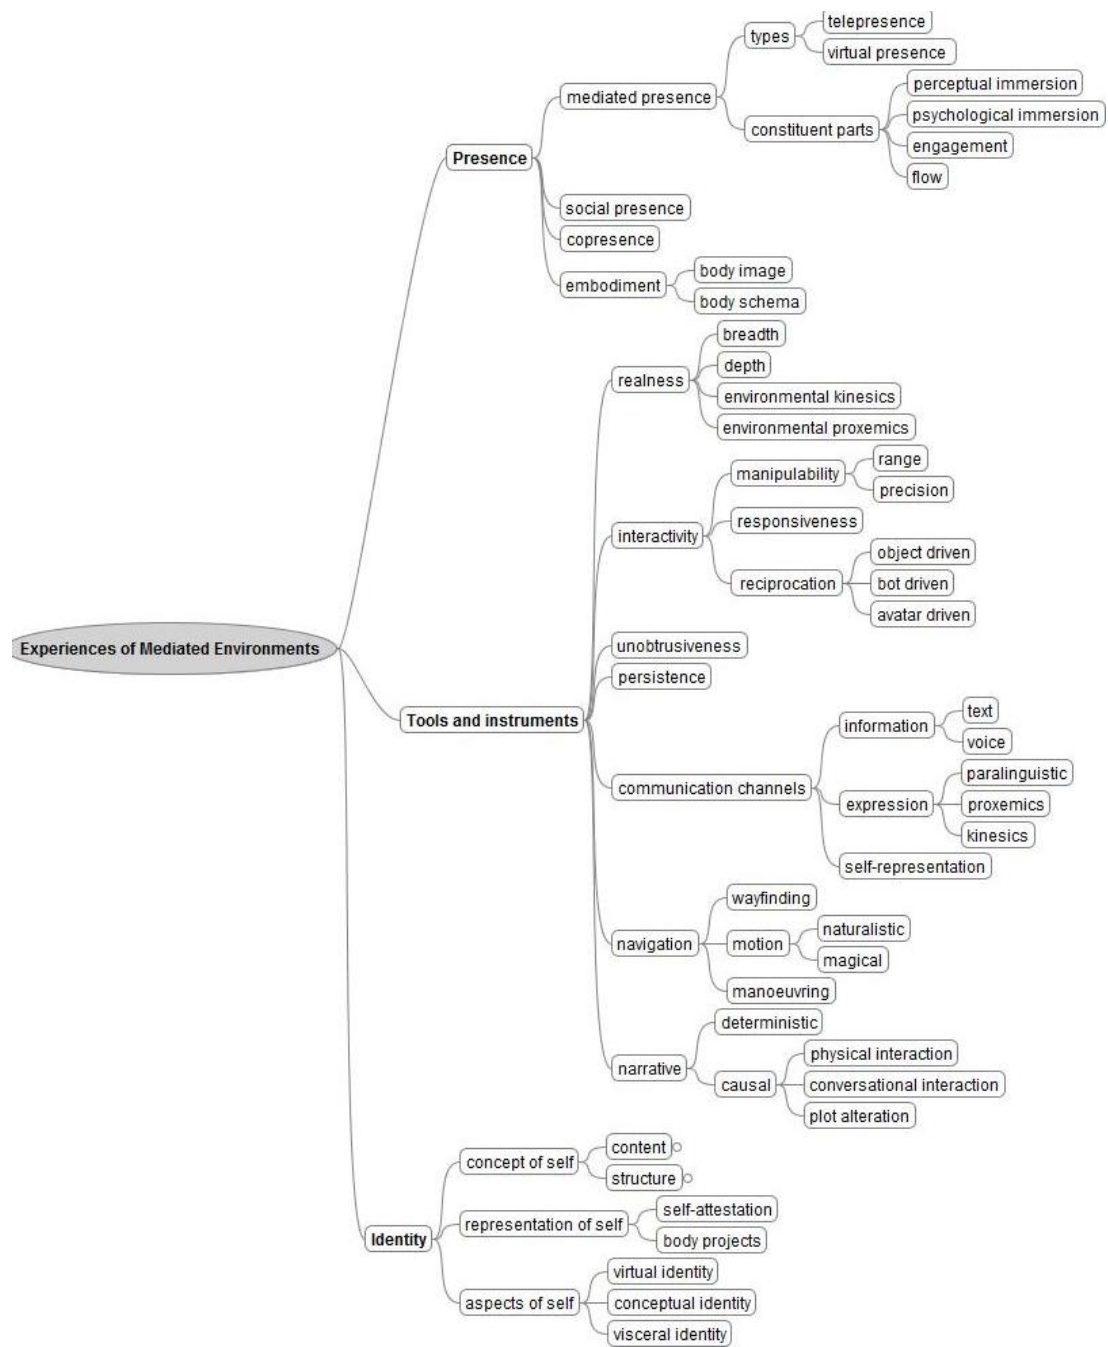 Experiences of Mediated Environments
Presence
mediated presence
types
telepresence
virtual presence
constituent parts
perceptual immersion
psychological immersion
engagement
flow
social presence
copresence
embodiment
body image
body schema
Tools and instruments
realness
breadth
depth
environmental kinesics
environmental proxemics
interactivity
manipulability
range
precision
responsiveness
reciprocation
object driven
bot driven
avatar driven
unobtrusiveness
persistence
communication channels
information
text
voice
expression
paralinguistic
proxemics
kinesics
self-representation
navigation
wayfinding
motion
naturalistic
magical
manoeuvring
narrative
deterministic
causal
physical interaction
conversational interaction
plot alteration
Identity
concept of self
content
structure
representation of self
self-attestation
body projects
aspects of self
virtual identity
conceptual identity
visceral identity